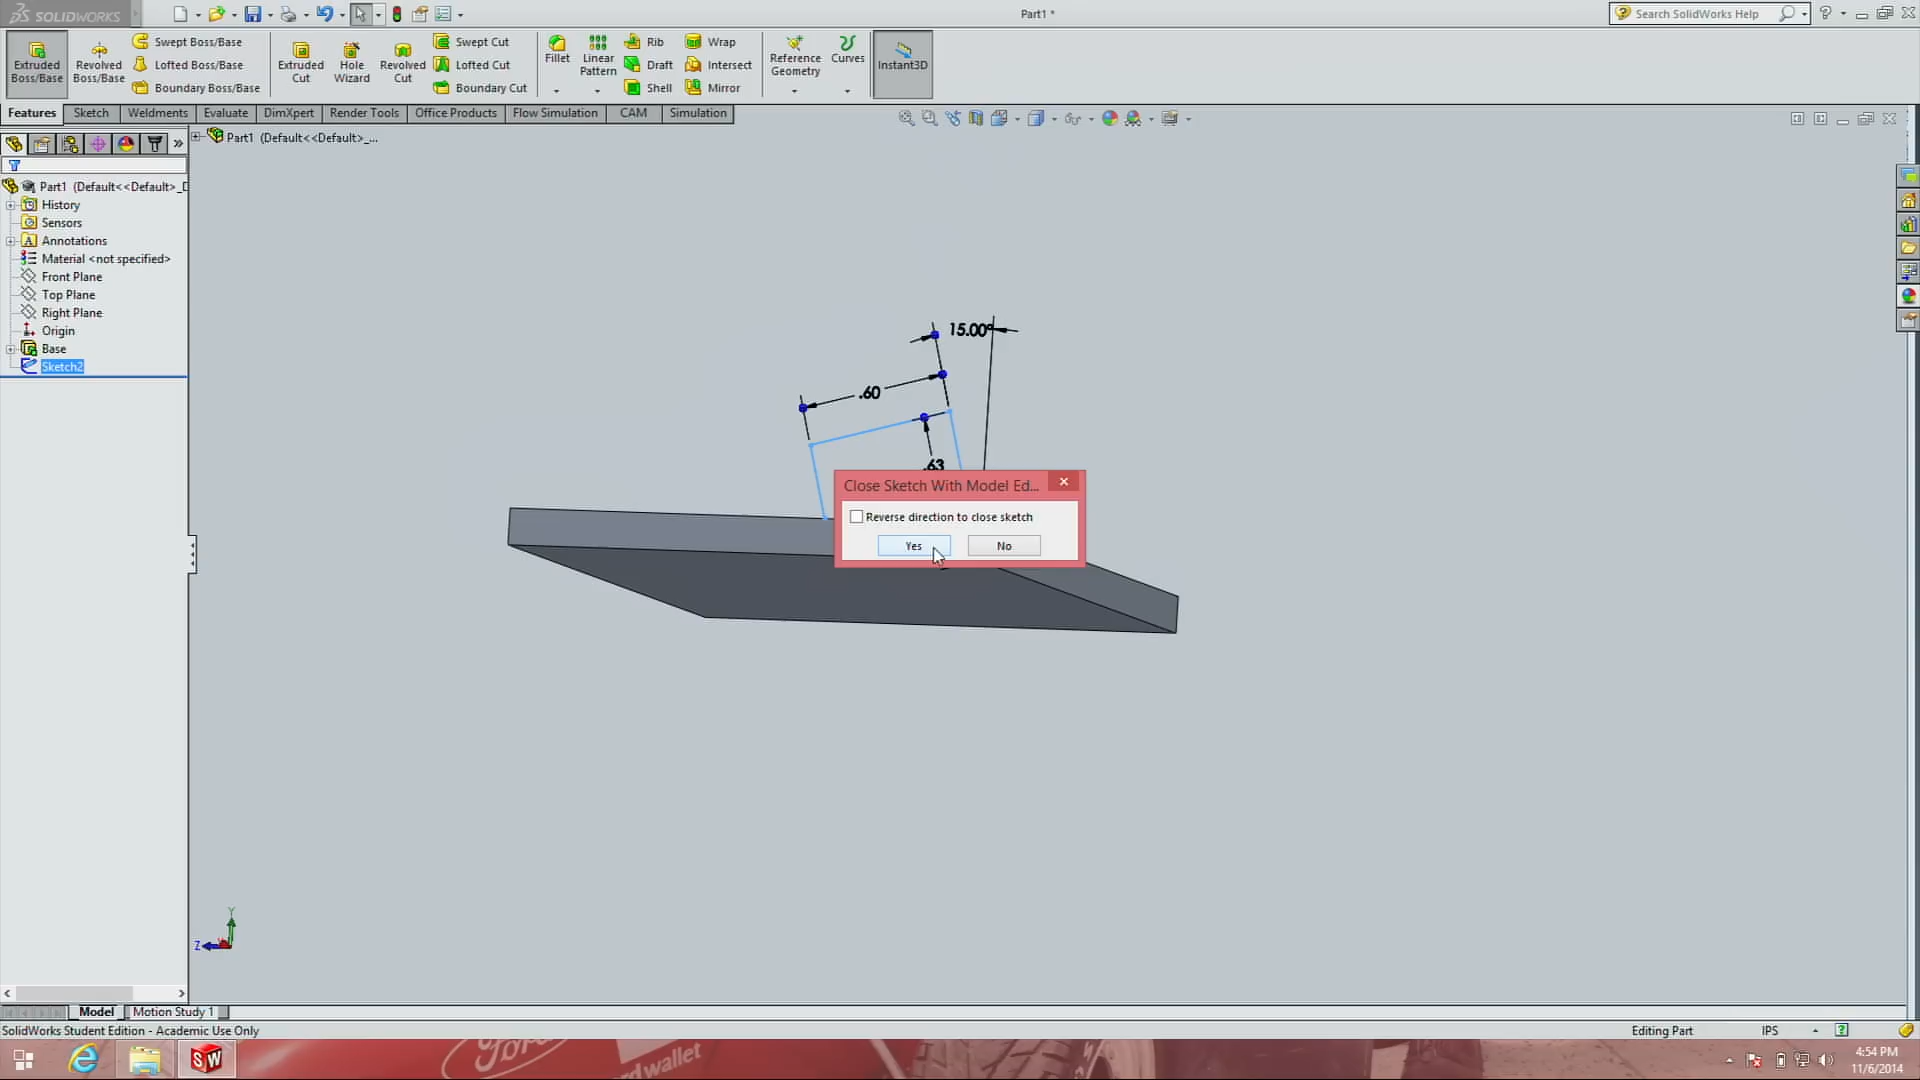 SOLIDWORKS
Part1 *
Search SolidWorks Help
Extruded Boss/Base
Revolved Boss/Base
Swept Boss/Base
Lofted Boss/Base
Boundary Boss/Base
Extruded Cut
Hole Wizard
Revolved Cut
Swept Cut
Lofted Cut
Boundary Cut
Fillet
Linear Pattern
Rib
Draft
Shell
Wrap
Intersect
Mirror
Reference Geometry
Curves
Instant3D
Features
Sketch
Weldments
Evaluate
DimXpert
Render Tools
Office Products
Flow Simulation
CAM
Simulation
Part1 (Default<<Default>_...
Part1 (Default<<Default>_D
History
Sensors
Annotations
Material <not specified>
Front Plane
Top Plane
Right Plane
Origin
Base
Sketch2
15.00°
.60
.63
Close Sketch With Model Ed...
Reverse direction to close sketch
Yes
No
Y
Z
Model
Motion Study 1
SolidWorks Student Edition - Academic Use Only
Editing Part
IPS
Ford
dwallet
SW
4:54 PM
11/6/2014